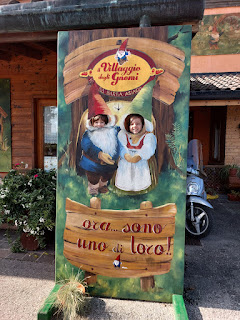 il Villaggio
degli Gnomi
ora... sono
uno di loro!!